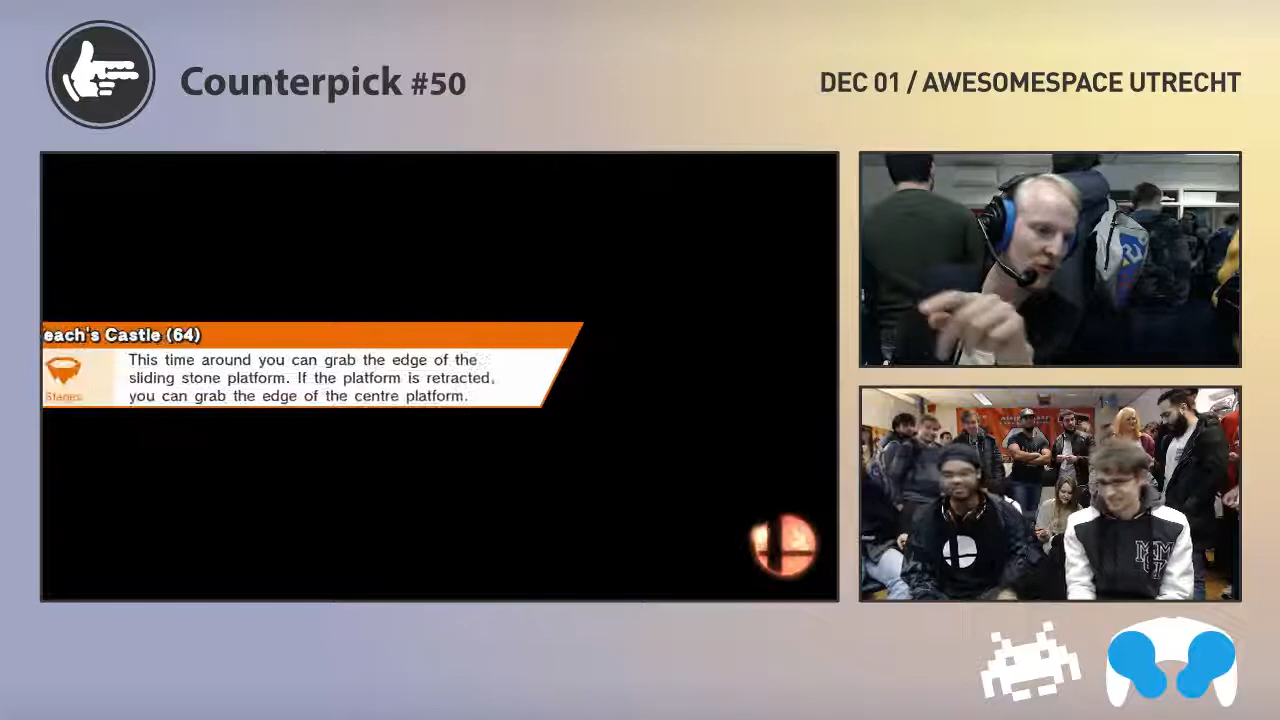 Counterpick #50
DEC 01 / AWESOMESPACE UTRECHT
each's Castle (64)
This time around you can grab the edge of the
sliding stone platform. If the platform is retracted,
you can grab the edge of the centre platform.
Stages